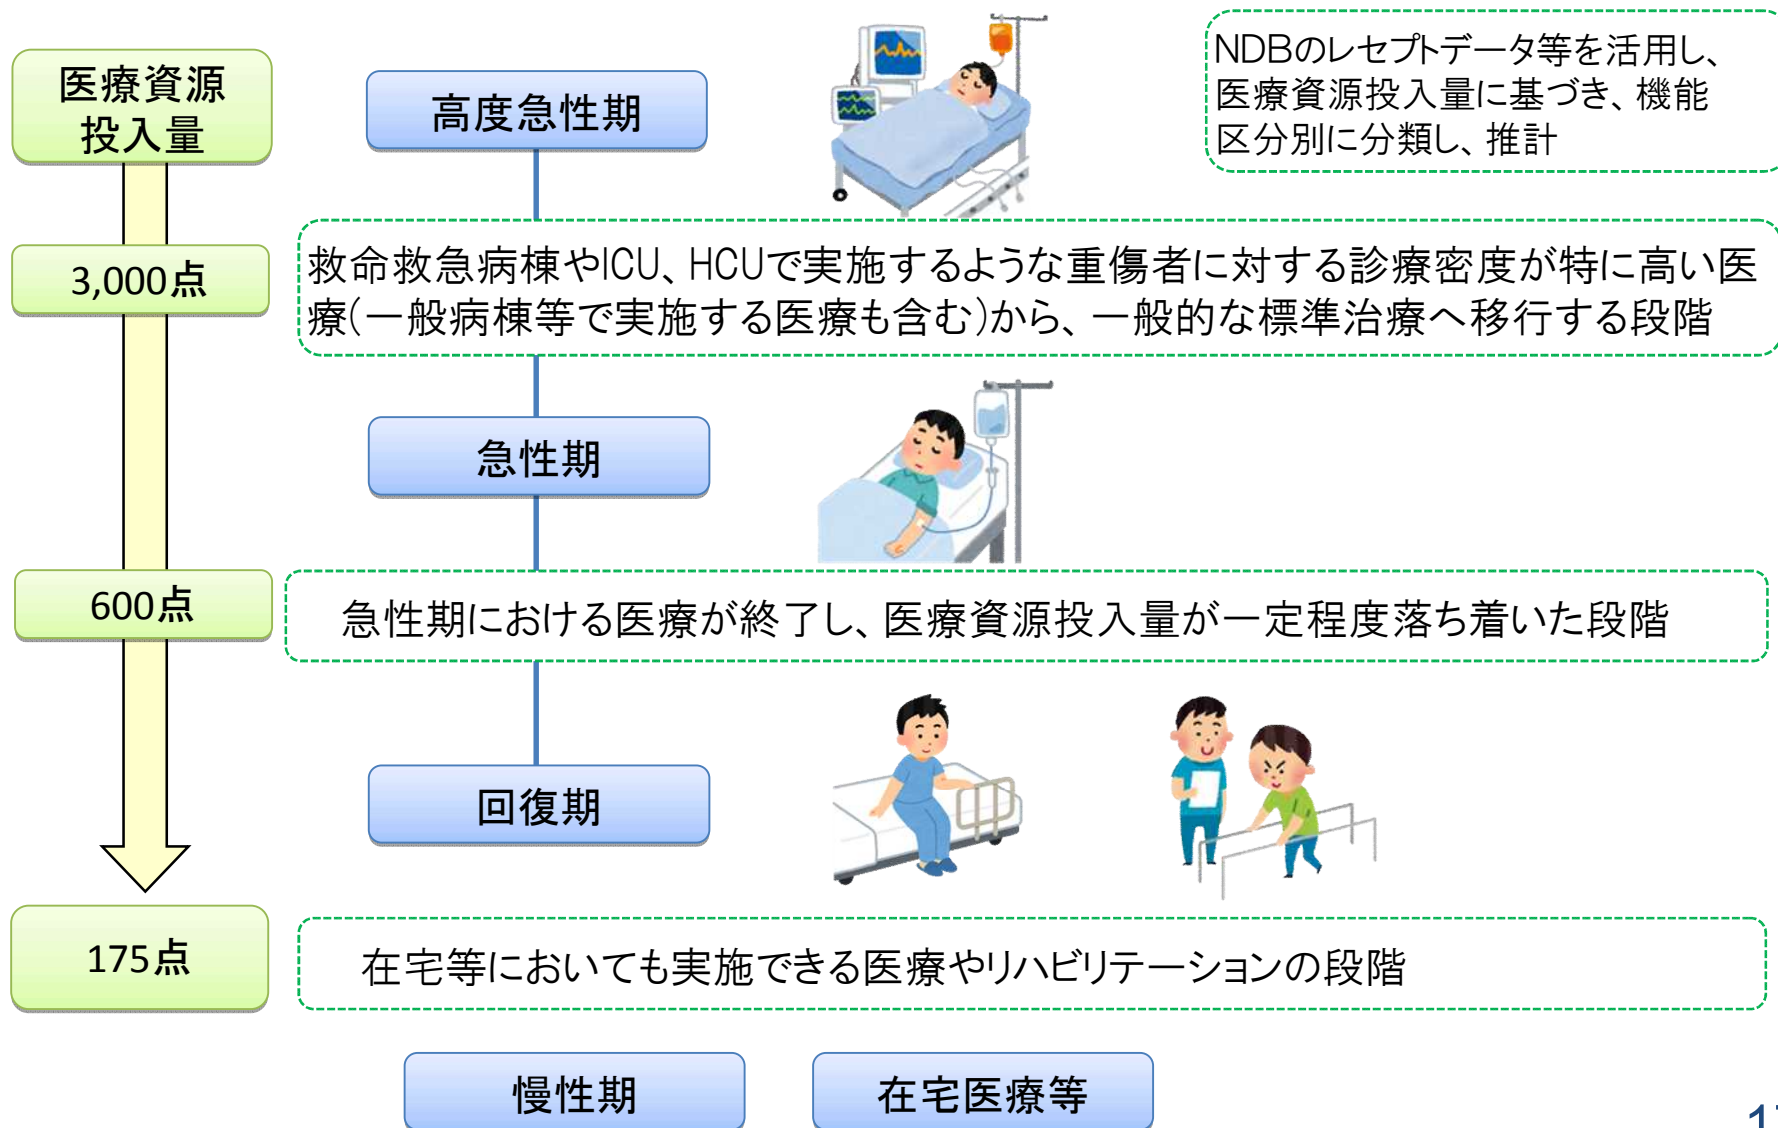 医療資源
投入量
高度急性期
NDBのレセプトデータ等を活用し、
医療資源投入量に基づき、機能
区分別に分類し、推計
3,000点
救命救急病棟やICU、HCUで実施するような重傷者に対する診療密度が特に高い医
療(一般病棟等で実施する医療も含む)から、一般的な標準治療へ移行する段階
急性期
600点
急性期における医療が終了し、医療資源投入量が一定程度落ち着いた段階
回復期
175点
在宅等においても実施できる医療やリハビリテーションの段階
慢性期
在宅医療等